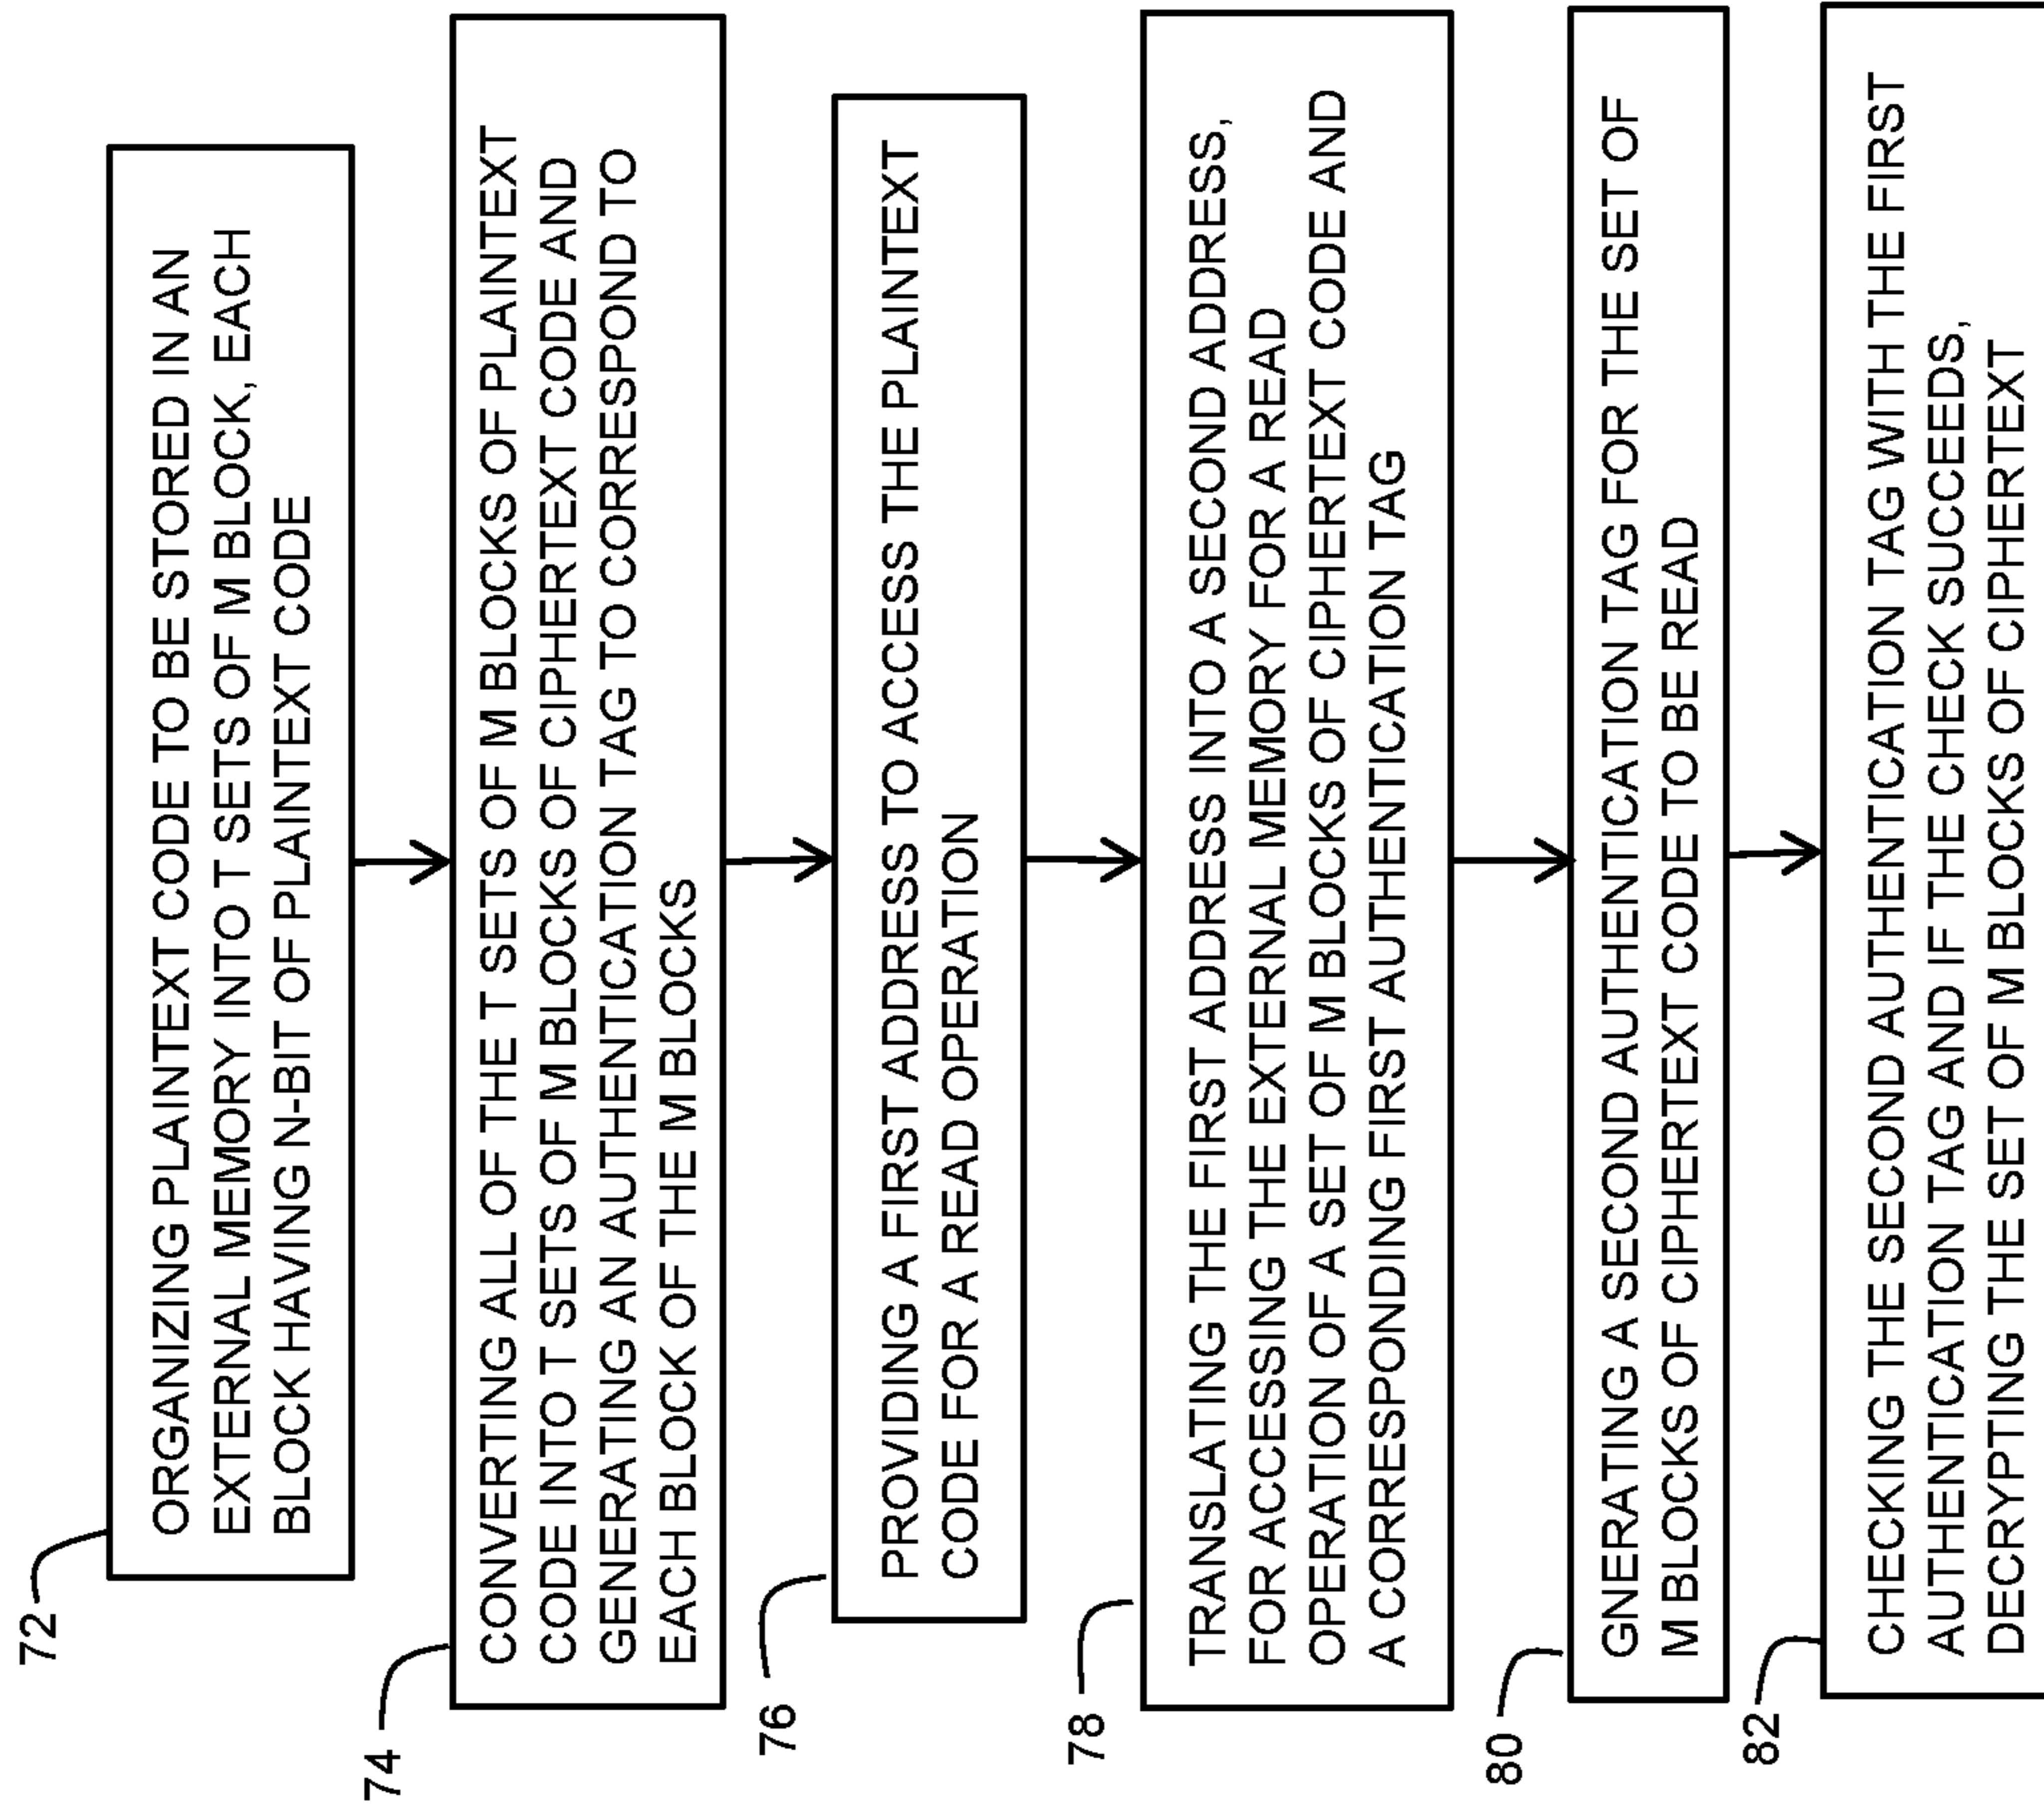 72
ORGANIZING PLAINTEXT CODE TO BE STORED IN AN
EXTERNAL MEMORY INTO T SETS OF M BLOCK, EACH
BLOCK HAVING N-BIT OF PLAINTEXT CODE
74
CONVERTING ALL OF THE T SETS OF M BLOCKS OF PLAINTEXT
CODE INTO T SETS OF M BLOCKS OF CIPHERTEXT CODE AND
GENERATING AN AUTHENTICATION TAG TO CORRESPOND TO
EACH BLOCK OF THE M BLOCKS
76
PROVIDING A FIRST ADDRESS TO ACCESS THE PLAINTEXT
CODE FOR A READ OPERATION
78
TRANSLATING THE FIRST ADDRESS INTO A SECOND ADDRESS,
FOR ACCESSING THE EXTERNAL MEMORY FOR A READ
OPERATION OF A SET OF M BLOCKS OF CIPHERTEXT CODE AND
A CORRESPONDING FIRST AUTHENTICATION TAG
80
GNERATING A SECOND AUTHENTICATION TAG FOR THE SET OF
M BLOCKS OF CIPHERTEXT CODE TO BE READ
82
CHECKING THE SECOND AUTHENTICATION TAG WITH THE FIRST
AUTHENTICATION TAG AND IF THE CHECK SUCCEEDS,
DECRYPTING THE SET OF M BLOCKS OF CIPHERTEXT